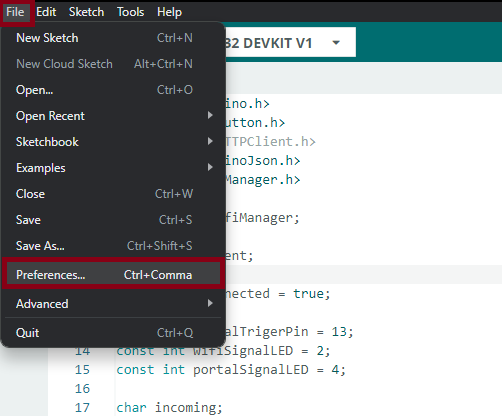 File Edit Sketch Tools Help
New Sketch Ctrl+N
New Cloud Sketch Alt+Ctrl+N
Open... Ctrl+O
Open Recent
Sketchbook
Examples
Close Ctrl+W
Save Ctrl+S
Save As... Ctrl+Shift+S
Preferences... Ctrl+Comma
Advanced
Quit Ctrl+Q
32 DEVKIT V1
ino.h>
utton.h>
TTPClient.h>
inoJson.h>
Manager.h>
fiManager;
ent;
nected = true;
alTrigerPin = 13;
14 const int wifiSignalLED = 2;
15 const int portalSignalLED = 4;
16
17 char incoming;